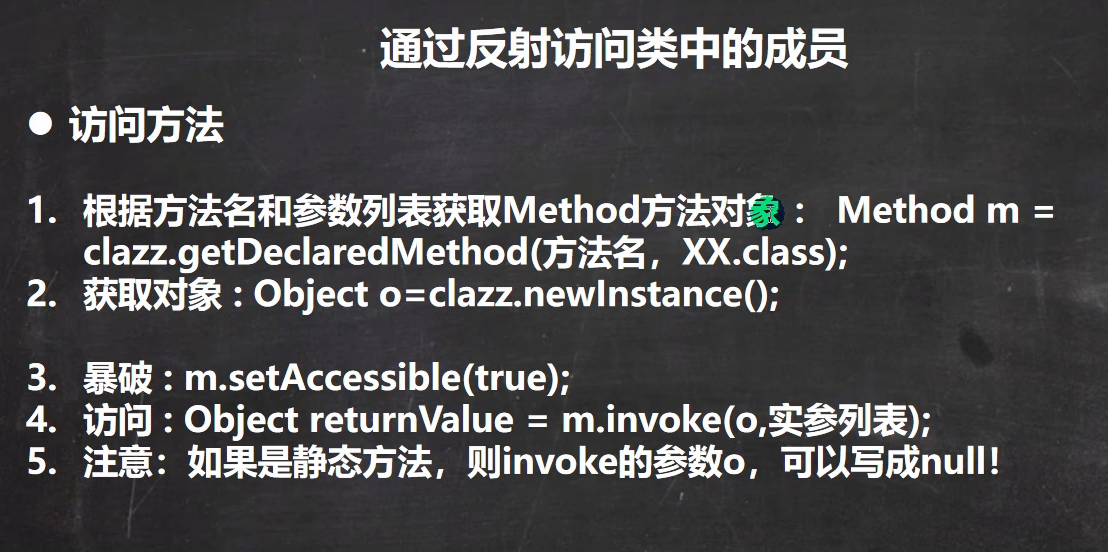 通过反射访问类中的成员
● 访问方法
1. 根据方法名和参数列表获取Method方法对象： Method m =
clazz.getDeclaredMethod(方法名，XX.class);
2. 获取对象 : Object o=clazz.newInstance();
3. 暴破 : m.setAccessible(true);
4. 访问 : Object returnValue = m.invoke(o,实参列表);
5. 注意：如果是静态方法，则invoke的参数o，可以写成null！